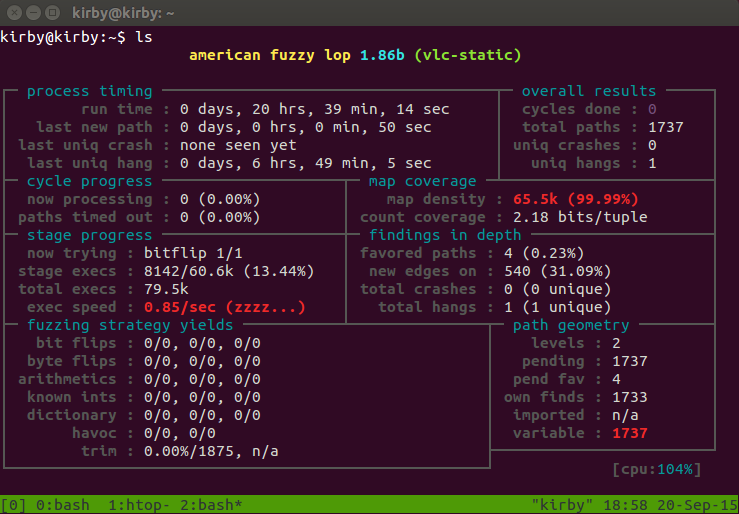 kirby@kirby: ~
kirby@kirby:~$ ls
american fuzzy lop 1.86b (vlc-static)
process timing overall results
run time : 0 days, 20 hrs, 39 min, 14 sec cycles done : 0
last new path : 0 days, 0 hrs, 0 min, 50 sec total paths : 1737
last uniq crash : none seen yet uniq crashes : 0
last uniq hang : 0 days, 6 hrs, 49 min, 5 sec uniq hangs : 1
cycle progress map coverage
now processing : 0 (0.00%) map density : 65.5k (99.99%)
paths timed out : 0 (0.00%) count coverage : 2.18 bits/tuple
stage progress findings in depth
now trying : bitflip 1/1 favored paths : 4 (0.23%)
stage execs : 8142/60.6k (13.44%) new edges on : 540 (31.09%)
total execs : 79.5k total crashes : 0 (0 unique)
exec speed : 0.85/sec (zzzz...) total hangs : 1 (1 unique)
fuzzing strategy yields path geometry
bit flips : 0/0, 0/0, 0/0 levels : 2
byte flips : 0/0, 0/0, 0/0 pending : 1737
arithmetics : 0/0, 0/0, 0/0 pend fav : 4
known ints : 0/0, 0/0, 0/0 own finds : 1733
dictionary : 0/0, 0/0, 0/0 imported : n/a
havoc : 0/0, 0/0 variable : 1737
trim : 0.00%/1875, n/a
[cpu:104%]
[0] 0:bash  1:htop- 2:bash* "kirby" 18:58 20-Sep-15